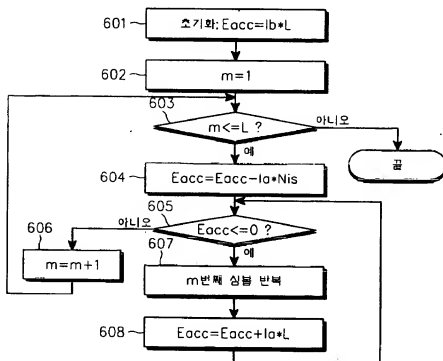 601
초기화:Eacc=Ib*L
602
m=1
603
m<=L ?
아니오
끝
예
604
Eacc=Eacc-Ia*Nis
605
아니오
Eacc<=0 ?
606
예
607
m=m+1
m번째 심볼 반복
608
Eacc=Eacc+Ia*L